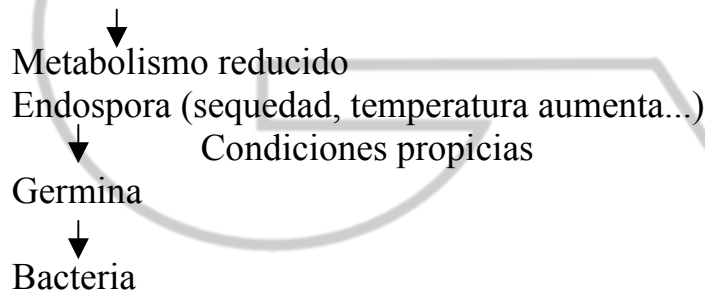 Metabolismo reducido
Endospora (sequedad, temperatura aumenta...)
Condiciones propicias
Germina
Bacteria